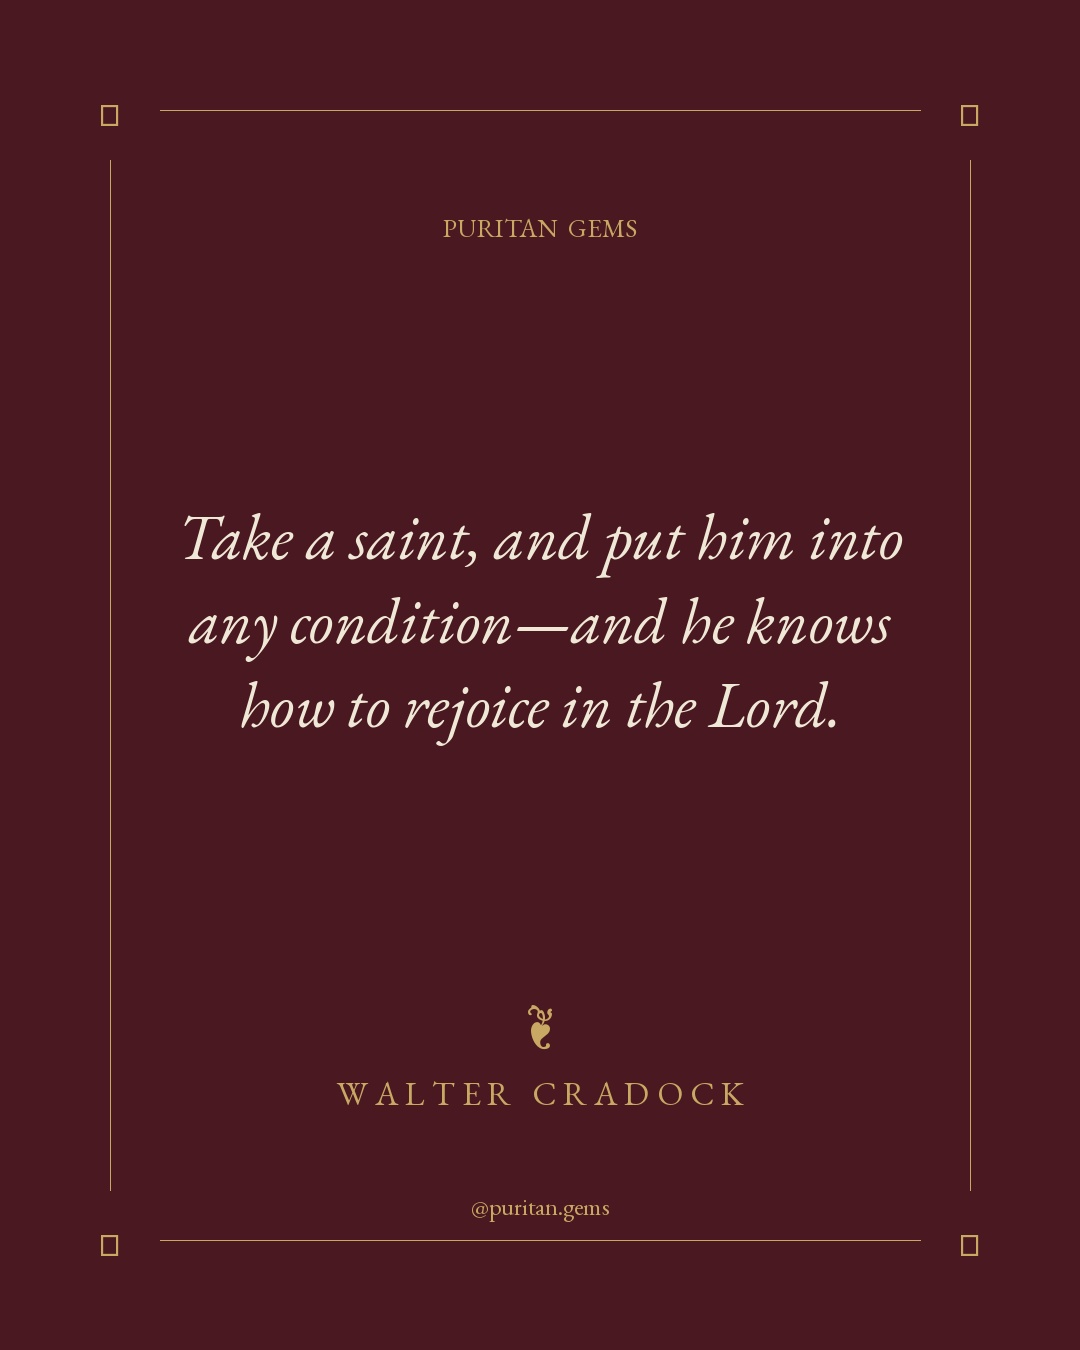 PURITAN GEMS
Take a saint, and put him into
any condition—and he knows
how to rejoice in the Lord.
❦
WALTER CRADOCK
@puritan.gems